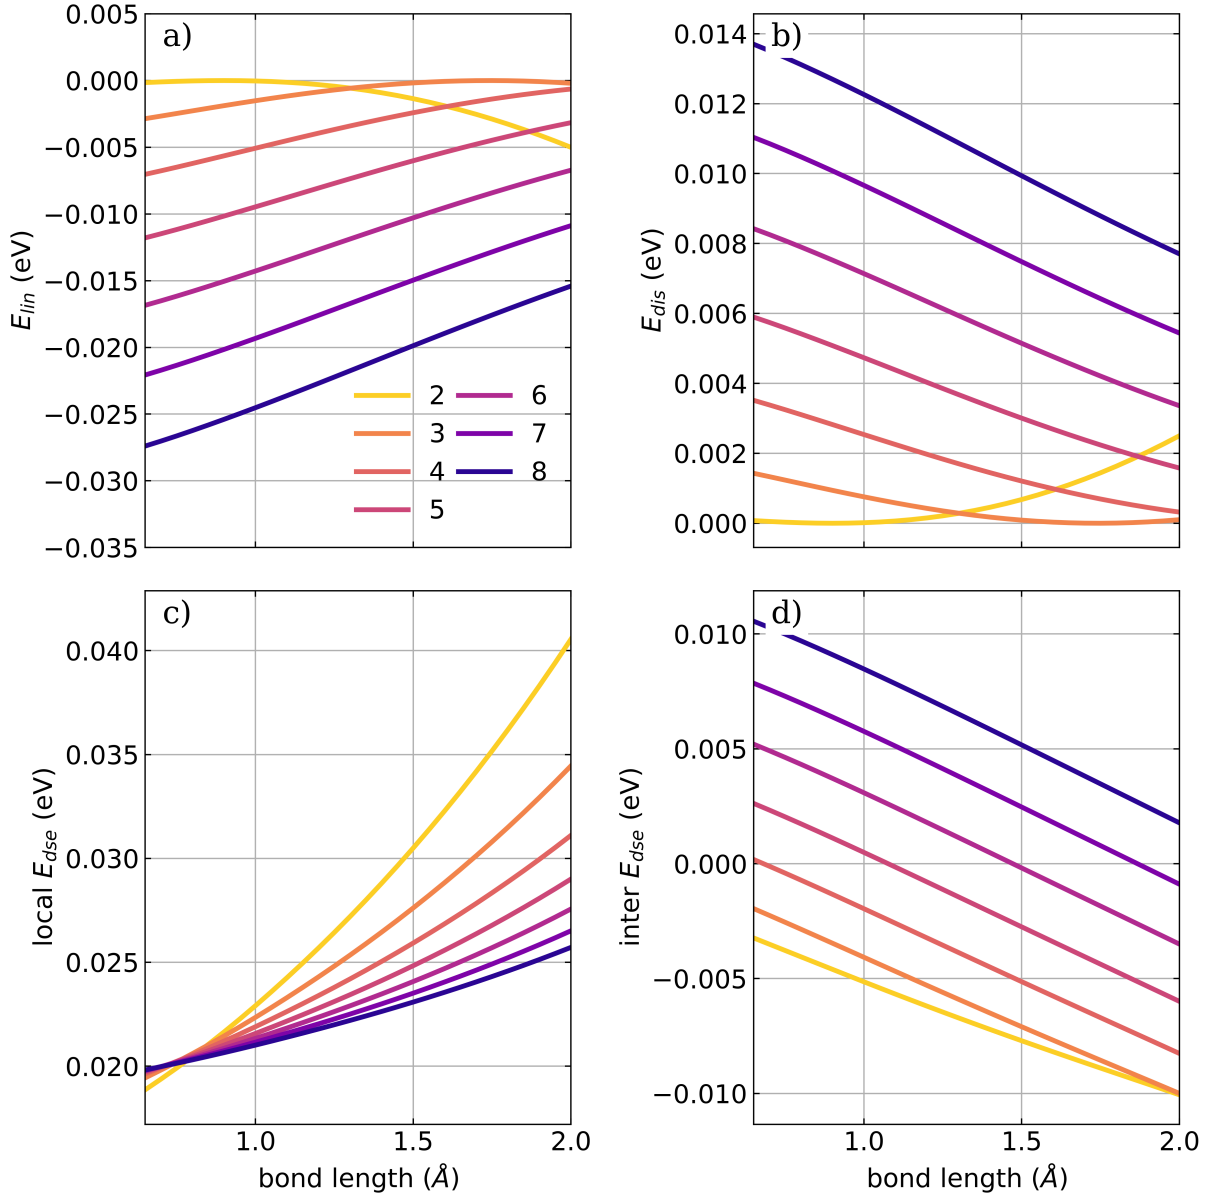 a)
0.005
0.000
−0.005
−0.010
−0.015
−0.020
−0.025
−0.030
−0.035
E_lin (eV)
2 6
3 7
4 8
5
b)
0.014
0.012
0.010
0.008
0.006
0.004
0.002
0.000
E_dis (eV)
c)
0.040
0.035
0.030
0.025
0.020
local E_dse (eV)
1.0 1.5 2.0
bond length (Å)
d)
0.010
0.005
0.000
−0.005
−0.010
inter E_dse (eV)
1.0 1.5 2.0
bond length (Å)